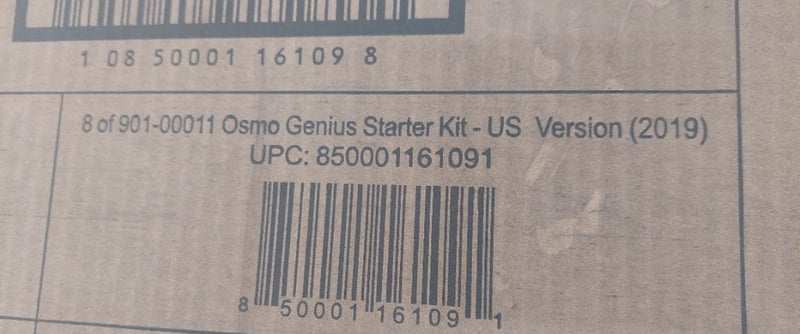 1 08 50001 16109 8
8 of 901-00011 Osmo Genius Starter Kit - US Version (2019)
UPC: 850001161091
8 50001 16109 1